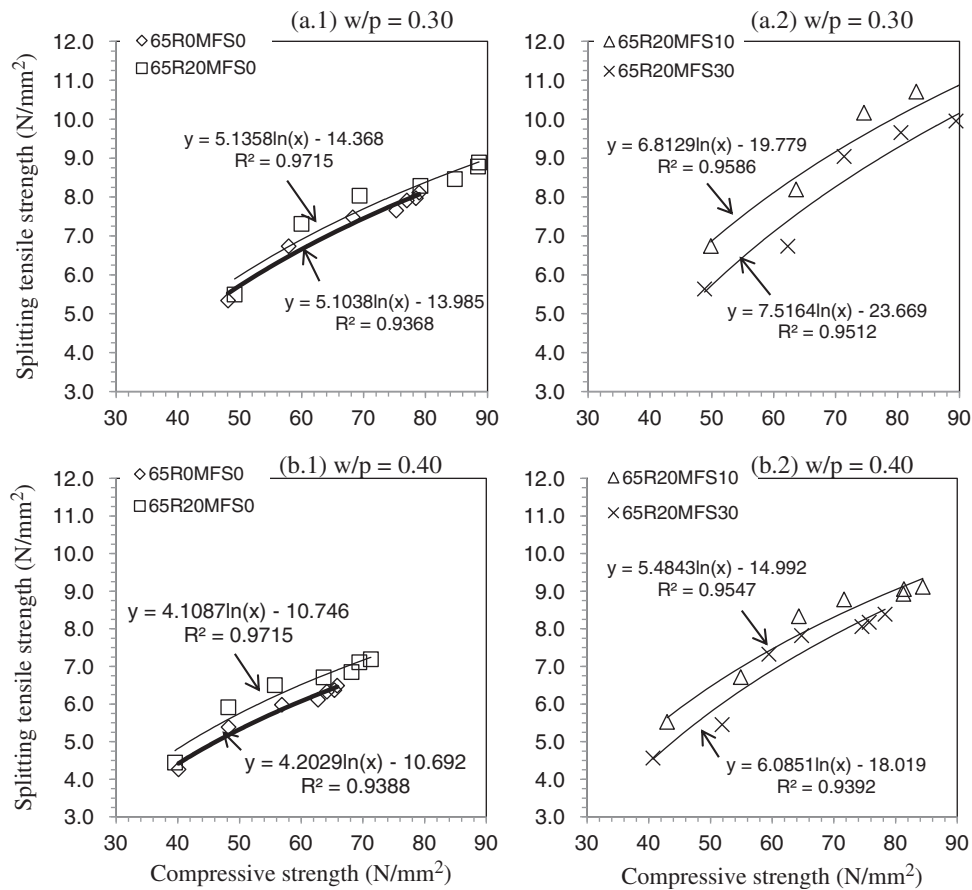 (a.1) w/p = 0.30
65R0MFS0
65R20MFS0
y = 5.1358ln(x) - 14.368
R² = 0.9715
y = 5.1038ln(x) - 13.985
R² = 0.9368
Splitting tensile strength (N/mm²)
12.0
11.0
10.0
9.0
8.0
7.0
6.0
5.0
4.0
3.0
30 40 50 60 70 80 90
(a.2) w/p = 0.30
65R20MFS10
65R20MFS30
y = 6.8129ln(x) - 19.779
R² = 0.9586
y = 7.5164ln(x) - 23.669
R² = 0.9512
12.0
11.0
10.0
9.0
8.0
7.0
6.0
5.0
4.0
3.0
30 40 50 60 70 80 90
(b.1) w/p = 0.40
65R0MFS0
65R20MFS0
y = 4.1087ln(x) - 10.746
R² = 0.9715
y = 4.2029ln(x) - 10.692
R² = 0.9388
Splitting tensile strength (N/mm²)
12.0
11.0
10.0
9.0
8.0
7.0
6.0
5.0
4.0
3.0
30 40 50 60 70 80 90
Compressive strength (N/mm²)
(b.2) w/p = 0.40
65R20MFS10
65R20MFS30
y = 5.4843ln(x) - 14.992
R² = 0.9547
y = 6.0851ln(x) - 18.019
R² = 0.9392
12.0
11.0
10.0
9.0
8.0
7.0
6.0
5.0
4.0
3.0
30 40 50 60 70 80 90
Compressive strength (N/mm²)